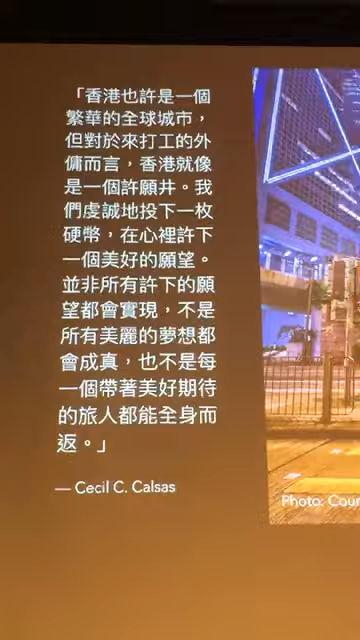 「香港也許是一個
繁華的全球城市，
但對於來打工的外
傭而言，香港就像
是一個許願井。我
們虔誠地投下一枚
硬幣，在心裡許下
一個美好的願望。
並非所有許下的願
望都會實現，不是
所有美麗的夢想都
會成真，也不是每
一個帶著美好期待
的旅人都能全身而
返。」
— Cecil C. Calsas
Photo: